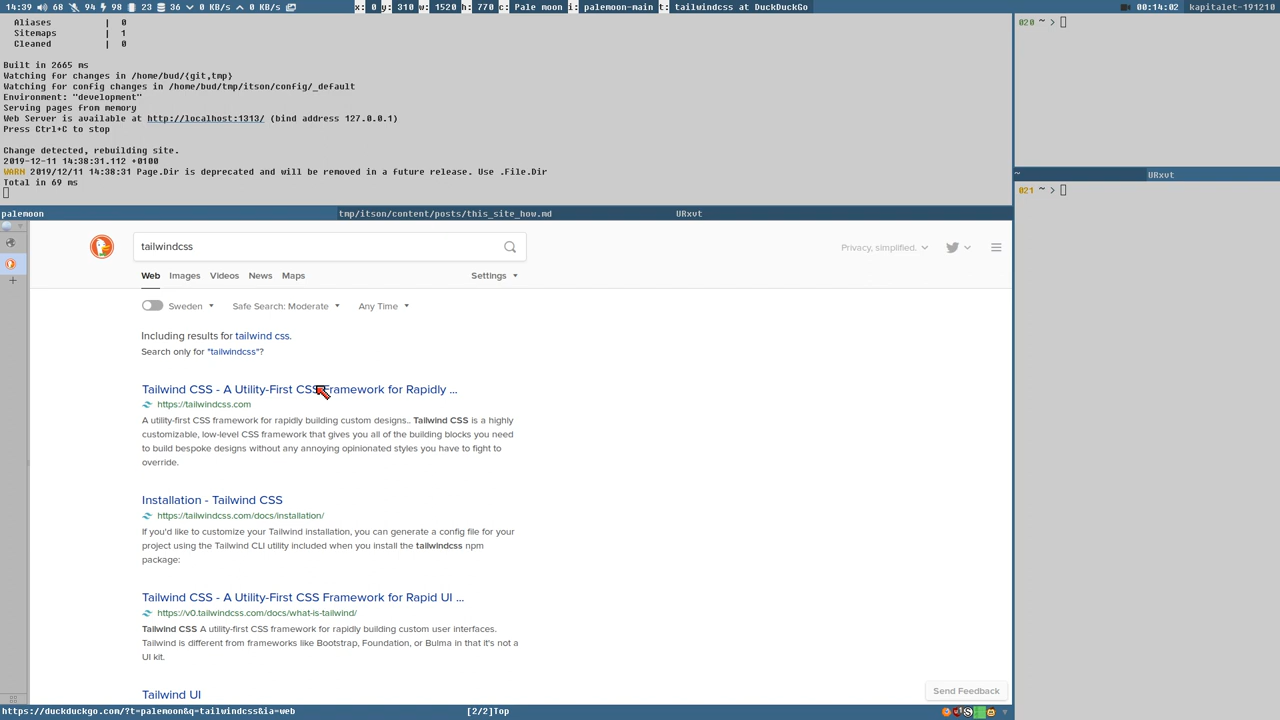 14:39 68 94 98 23 36 0 KB/s 0 KB/s x: 0 y: 310 w: 1520 h: 770 c: Pale moon i: palemoon-main t: tailwindcss at DuckDuckGo 00:14:02 kapitalet-191210
Aliases | 0
Sitemaps | 1
Cleaned | 0
Built in 2665 ms
Watching for changes in /home/bud/{git,tmp}
Watching for config changes in /home/bud/tmp/itson/config/_default
Environment: "development"
Serving pages from memory
Web Server is available at http://localhost:1313/ (bind address 127.0.0.1)
Press Ctrl+C to stop
Change detected, rebuilding site.
2019-12-11 14:38:31.112 +0100
WARN 2019/12/11 14:38:31 Page.Dir is deprecated and will be removed in a future release. Use .File.Dir
Total in 69 ms
020 ~ >
~ URxvt
021 ~ >
palemoon tmp/itson/content/posts/this_site_how.md URxvt
tailwindcss
Privacy, simplified.
Web Images Videos News Maps Settings
Sweden Safe Search: Moderate Any Time
Including results for tailwind css.
Search only for "tailwindcss"?
Tailwind CSS - A Utility-First CSS Framework for Rapidly ...
https://tailwindcss.com
A utility-first CSS framework for rapidly building custom designs.. Tailwind CSS is a highly
customizable, low-level CSS framework that gives you all of the building blocks you need
to build bespoke designs without any annoying opinionated styles you have to fight to
override.
Installation - Tailwind CSS
https://tailwindcss.com/docs/installation/
If you'd like to customize your Tailwind installation, you can generate a config file for your
project using the Tailwind CLI utility included when you install the tailwindcss npm
package:
Tailwind CSS - A Utility-First CSS Framework for Rapid UI ...
https://v0.tailwindcss.com/docs/what-is-tailwind/
Tailwind CSS A utility-first CSS framework for rapidly building custom user interfaces.
Tailwind is different from frameworks like Bootstrap, Foundation, or Bulma in that it's not a
UI kit.
Tailwind UI
Send Feedback
https://duckduckgo.com/?t=palemoon&q=tailwindcss&ia=web [2/2]Top